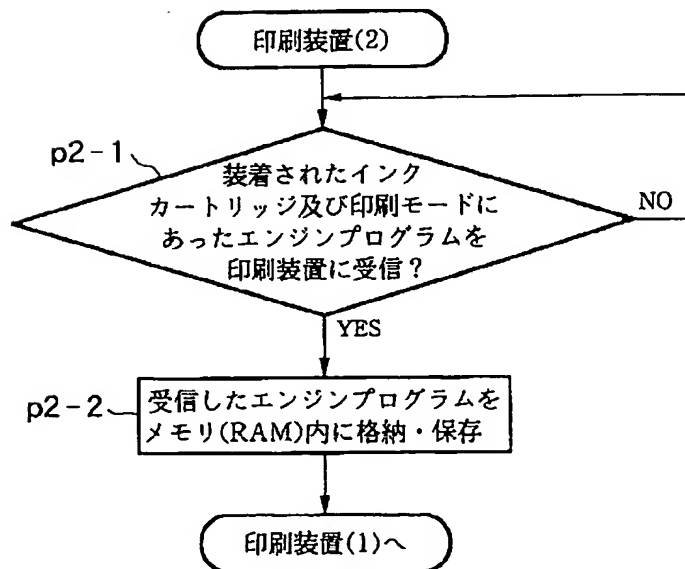 印刷装置(2)
p2-1
装着されたインク
カートリッジ及び印刷モードに
あったエンジンプログラムを
印刷装置に受信？
NO
YES
p2-2
受信したエンジンプログラムを
メモリ(RAM)内に格納・保存
印刷装置(1)へ